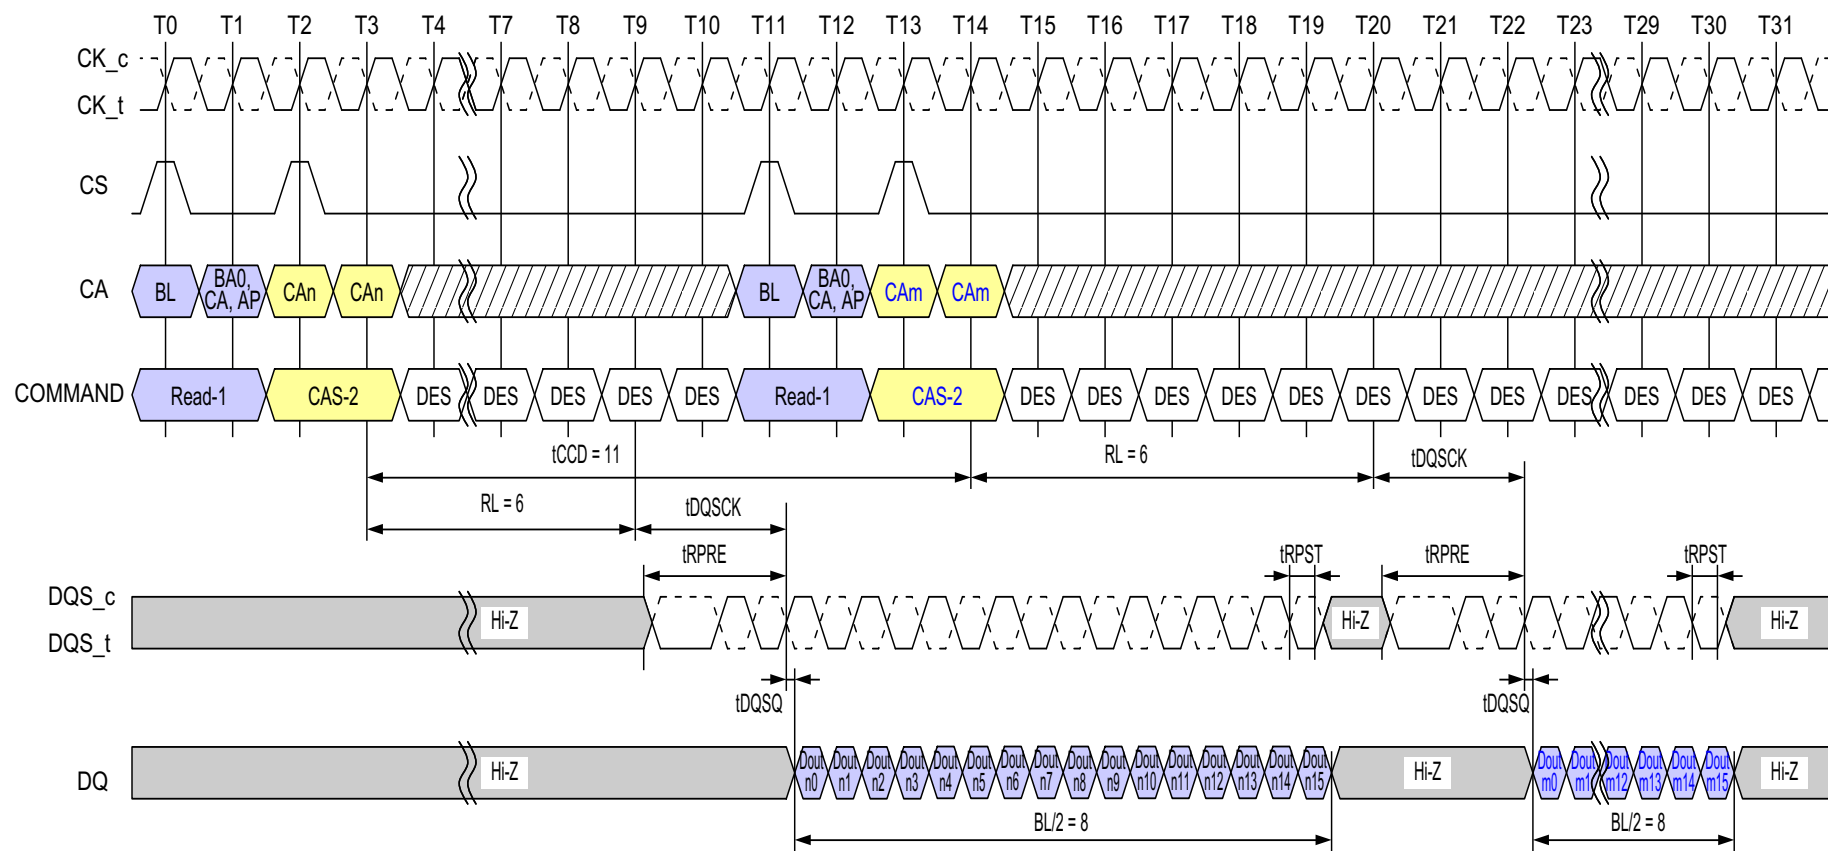 T0 T1 T2 T3 T4 T7 T8 T9 T10 T11 T12 T13 T14 T15 T16 T17 T18 T19 T20 T21 T22 T23 T29 T30 T31
CK_c
CK_t
CS
CA BL BA0, CA, AP CAn CAn BL BA0, CA, AP CAm CAm
COMMAND Read-1 CAS-2 DES DES DES DES DES Read-1 CAS-2 DES DES DES DES DES DES DES DES DES DES DES DES
tCCD = 11 RL = 6 tDQSCK
RL = 6 tDQSCK
tRPRE tRPST tRPRE tRPST
DQS_c
Hi-Z Hi-Z Hi-Z
DQS_t
tDQSQ tDQSQ
DQ Hi-Z Dout n0 Dout n1 Dout n2 Dout n3 Dout n4 Dout n5 Dout n6 Dout n7 Dout n8 Dout n9 Dout n10 Dout n11 Dout n12 Dout n13 Dout n14 Dout n15 Hi-Z Dout m0 Dout m1 Dout m12 Dout m13 Dout m14 Dout m15 Hi-Z
BL/2 = 8 BL/2 = 8